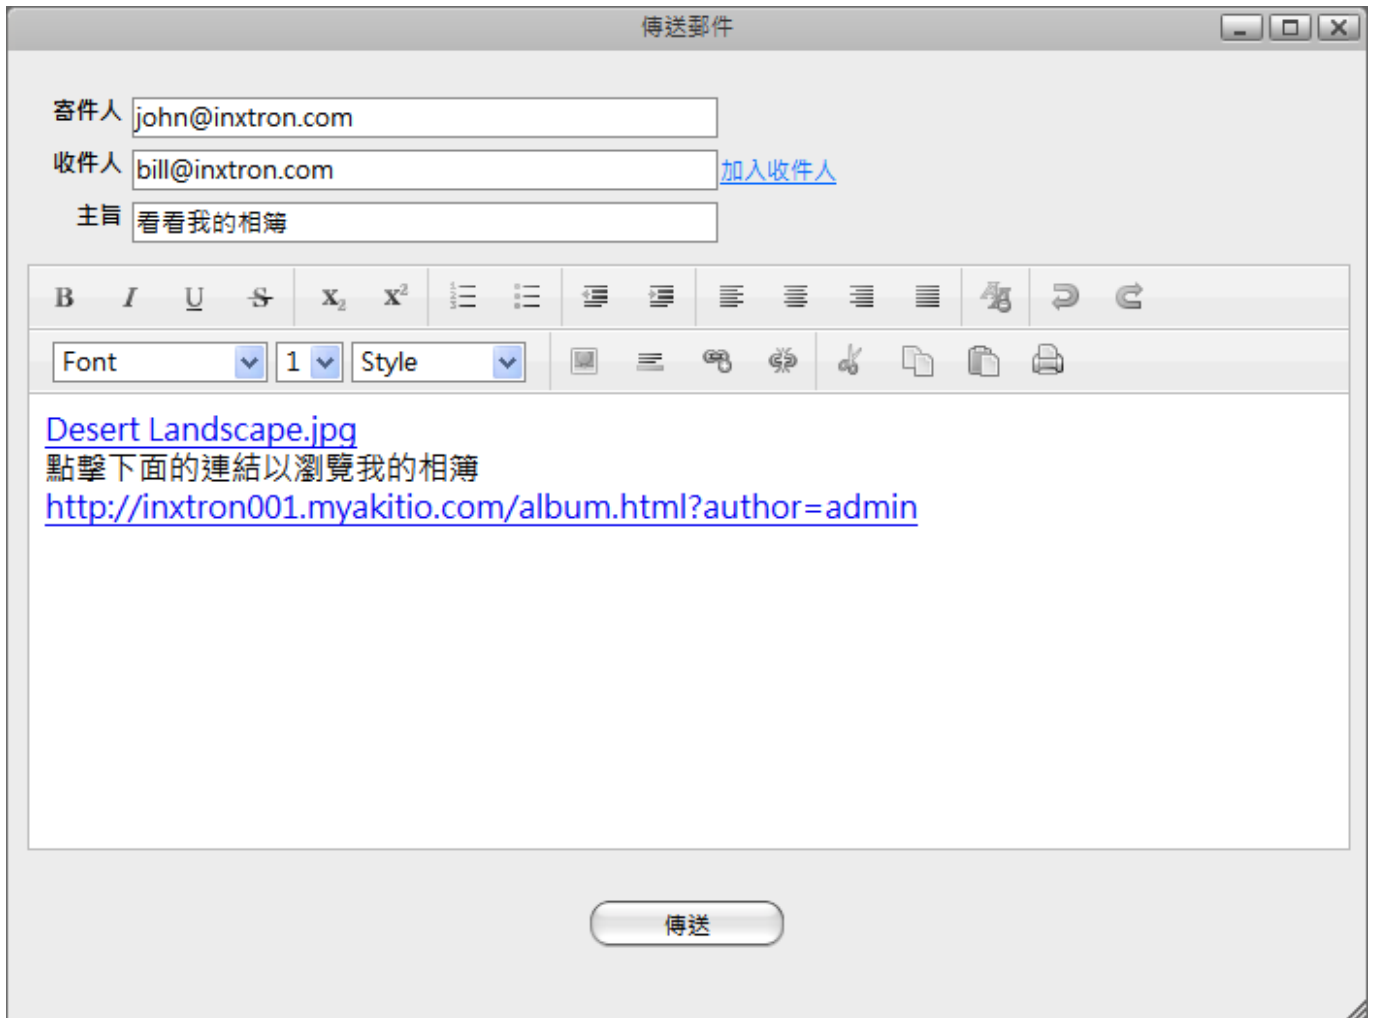 傳送郵件
寄件人 john@inxtron.com
收件人 bill@inxtron.com 加入收件人
主旨 看看我的相簿
B I U S X₂ X²
Font 1 Style
Desert Landscape.jpg
點擊下面的連結以瀏覽我的相簿
http://inxtron001.myakitio.com/album.html?author=admin
傳送